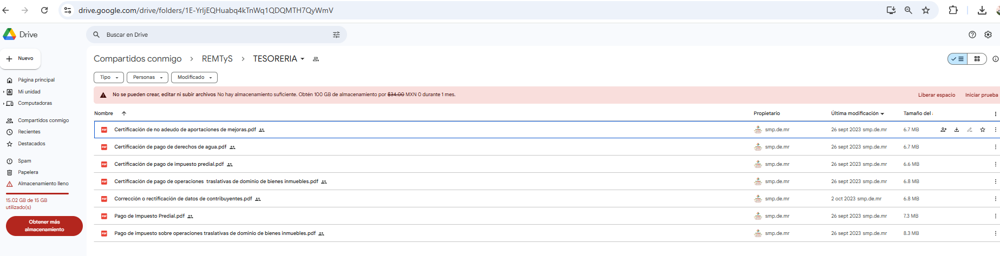 drive.google.com/drive/folders/1E-YrIjEQHuabq4kTnWq1QDQMTH7QyWmV
Drive
Buscar en Drive
Nuevo
Compartidos conmigo > REMTyS > TESORERIA
Tipo Personas Modificado
Página principal
Mi unidad
Computadoras
Compartidos conmigo
Recientes
Destacados
Spam
Papelera
Almacenamiento lleno
15.02 GB de 15 GB
utilizado(s)
Obtener más
almacenamiento
No se pueden crear, editar ni subir archivos No hay almacenamiento suficiente. Obtén 100 GB de almacenamiento por $34.00 MXN 0 durante 1 mes. Liberar espacio Iniciar prueba
Nombre Propietario Última modificación Tamaño del
Certificación de no adeudo de aportaciones de mejoras.pdf smp.de.mr 26 sept 2023 smp.de.mr 6.7 MB
Certificación de pago de derechos de agua.pdf smp.de.mr 26 sept 2023 smp.de.mr 6.7 MB
Certificación de pago de impuesto predial.pdf smp.de.mr 26 sept 2023 smp.de.mr 6.6 MB
Certificación de pago de operaciones traslativas de dominio de bienes inmuebles.pdf smp.de.mr 26 sept 2023 smp.de.mr 6.8 MB
Corrección o rectificación de datos de contribuyentes.pdf smp.de.mr 2 oct 2023 smp.de.mr 6.8 MB
Pago de Impuesto Predial.pdf smp.de.mr 26 sept 2023 smp.de.mr 7.3 MB
Pago de impuesto sobre operaciones traslativas de dominio de bienes inmuebles.pdf smp.de.mr 26 sept 2023 smp.de.mr 8.3 MB